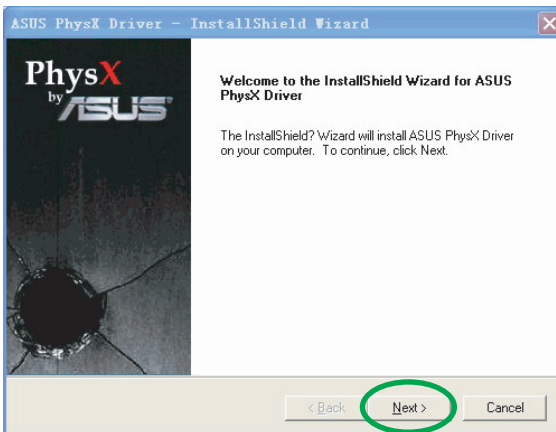 ASUS PhysX Driver - InstallShield Wizard
PhysX
by ASUS
Welcome to the InstallShield Wizard for ASUS
PhysX Driver
The InstallShield? Wizard will install ASUS PhysX Driver
on your computer. To continue, click Next.
< Back
Next >
Cancel